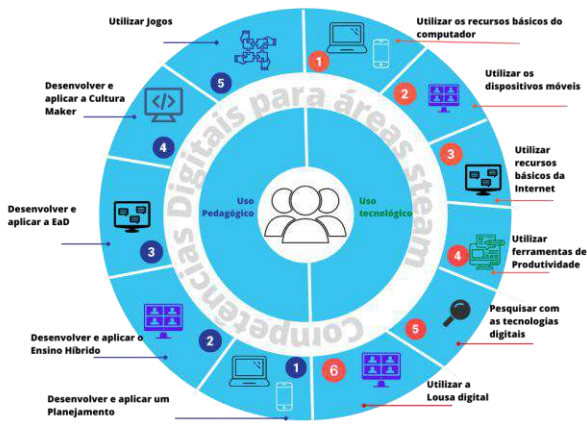 Utilizar Jogos
5
Desenvolver e
aplicar a Cultura
Maker
4
Desenvolver e
aplicar a EaD
3
Desenvolver e aplicar o
Ensino Híbrido
2
Desenvolver e aplicar um
Planejamento
1
Competências Digitais para áreas steam
Uso
Pedagógico
Uso
tecnológico
1
Utilizar os recursos básicos do
computador
2
Utilizar os
dispositivos móveis
3
Utilizar
recursos
básicos da
Internet
4
Utilizar
ferramentas de
Produtividade
5
Pesquisar com
as tecnologias
digitais
6
Utilizar a
Lousa digital